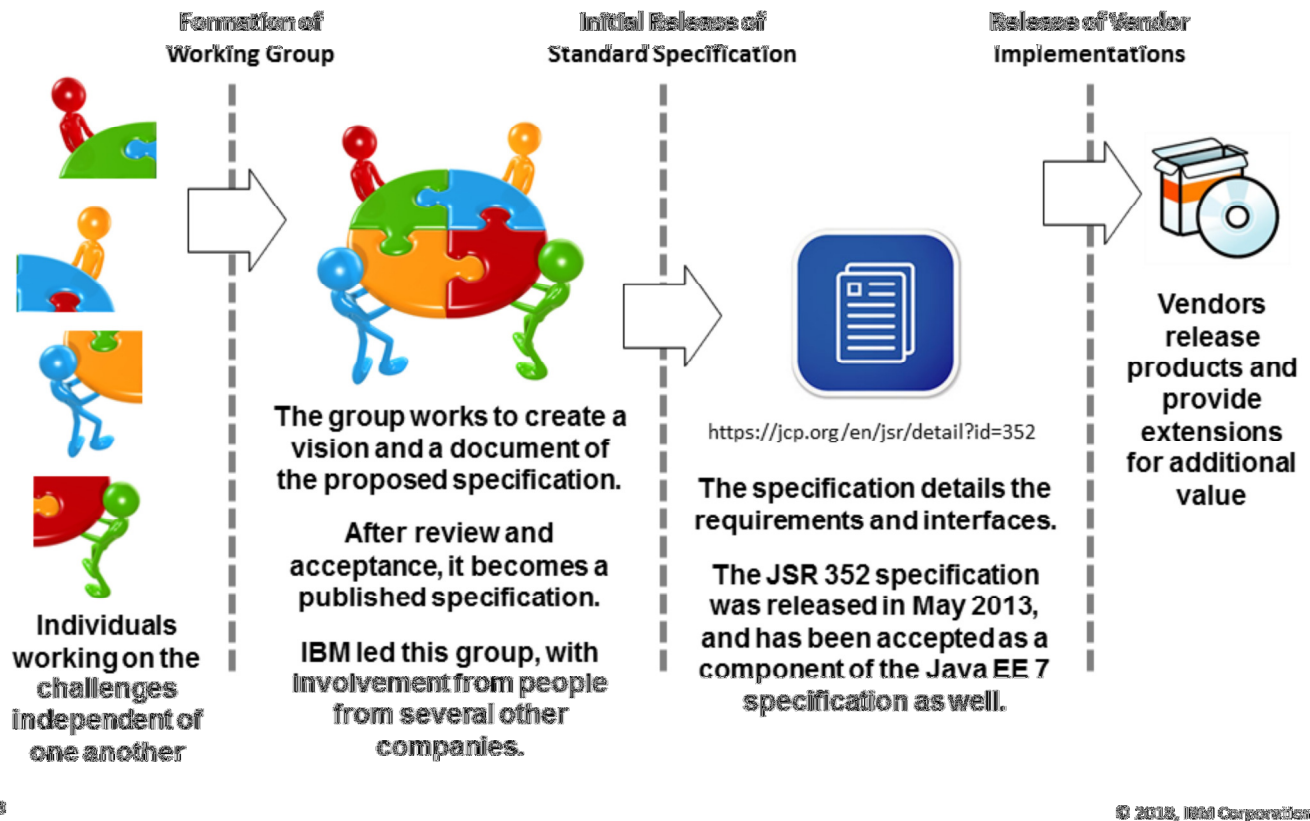 Formation of
Working Group
Initial Release of
Standard Specification
Release of Vendor
Implementations
Individuals
working on the
challenges
independent of
one another
The group works to create a
vision and a document of
the proposed specification.
After review and
acceptance, it becomes a
published specification.
IBM led this group, with
involvement from people
from several other
companies.
https://jcp.org/en/jsr/detail?id=352
The specification details the
requirements and interfaces.
The JSR 352 specification
was released in May 2013,
and has been accepted as a
component of the Java EE 7
specification as well.
Vendors
release
products and
provide
extensions
for additional
value
© 2018, IBM Corporation